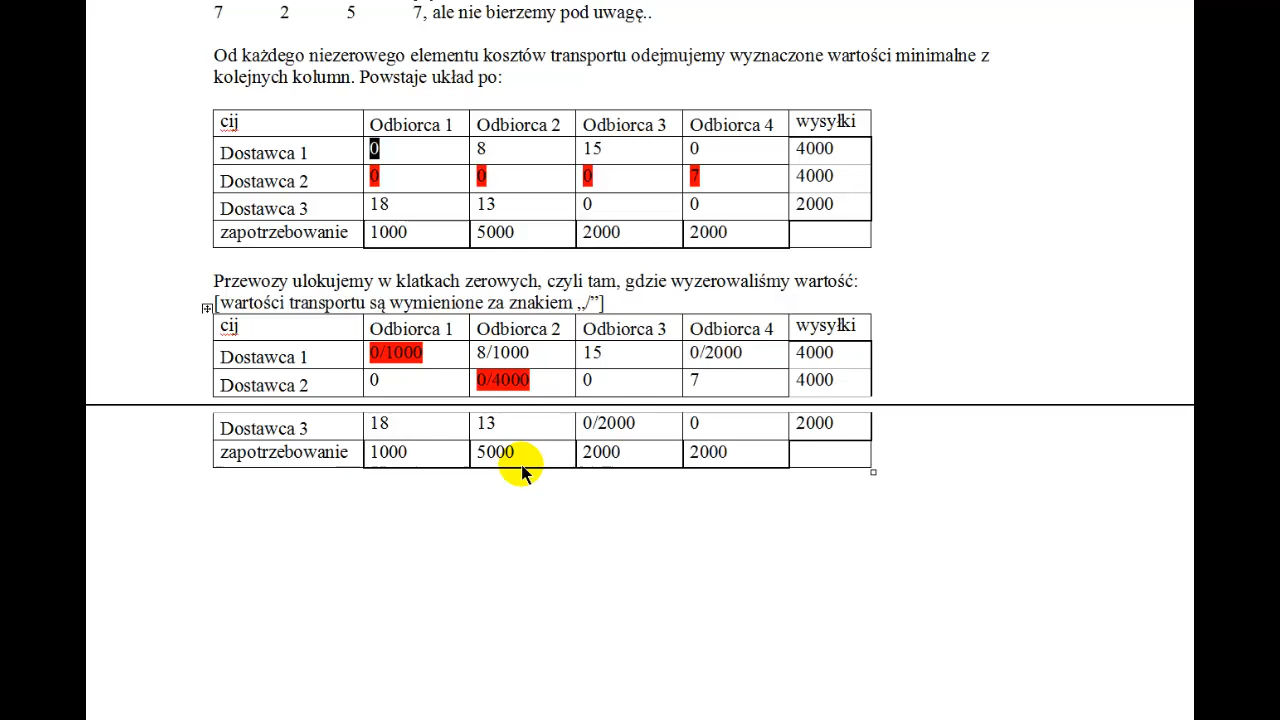 7 2 5 7, ale nie bierzemy pod uwagę..
Od każdego niezerowego elementu kosztów transportu odejmujemy wyznaczone wartości minimalne z
kolejnych kolumn. Powstaje układ po:
cij Odbiorca 1 Odbiorca 2 Odbiorca 3 Odbiorca 4 wysyłki
Dostawca 1 0 8 15 0 4000
Dostawca 2 0 0 0 7 4000
Dostawca 3 18 13 0 0 2000
zapotrzebowanie 1000 5000 2000 2000
Przewozy ulokujemy w klatkach zerowych, czyli tam, gdzie wyzerowaliśmy wartość:
[wartości transportu są wymienione za znakiem „/”]
cij Odbiorca 1 Odbiorca 2 Odbiorca 3 Odbiorca 4 wysyłki
Dostawca 1 0/1000 8/1000 15 0/2000 4000
Dostawca 2 0 0/4000 0 7 4000
Dostawca 3 18 13 0/2000 0 2000
zapotrzebowanie 1000 5000 2000 2000